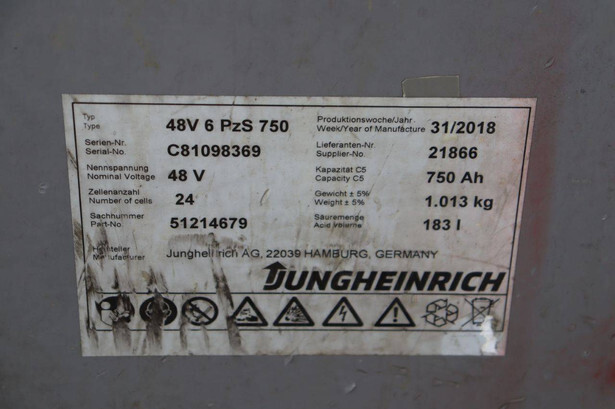 Typ
Type 48V 6 PzS 750 Produktionswoche/Jahr
Week/Year of Manufacture 31/2018
Serien-Nr.
Serial-No. C81098369 Lieferanten-Nr.
Supplier-No. 21866
Nennspannung
Nominal Voltage 48 V Kapazität C5
Capacity C5 750 Ah
Zellenanzahl
Number of cells 24 Gewicht ± 5%
Weight ± 5% 1.013 kg
Sachnummer
Part-No. 51214679 Säuremenge
Acid 183 l
Hersteller
Manufacturer Jungheinrich AG, 22039 HAMBURG, GERMANY
JUNGHEINRICH